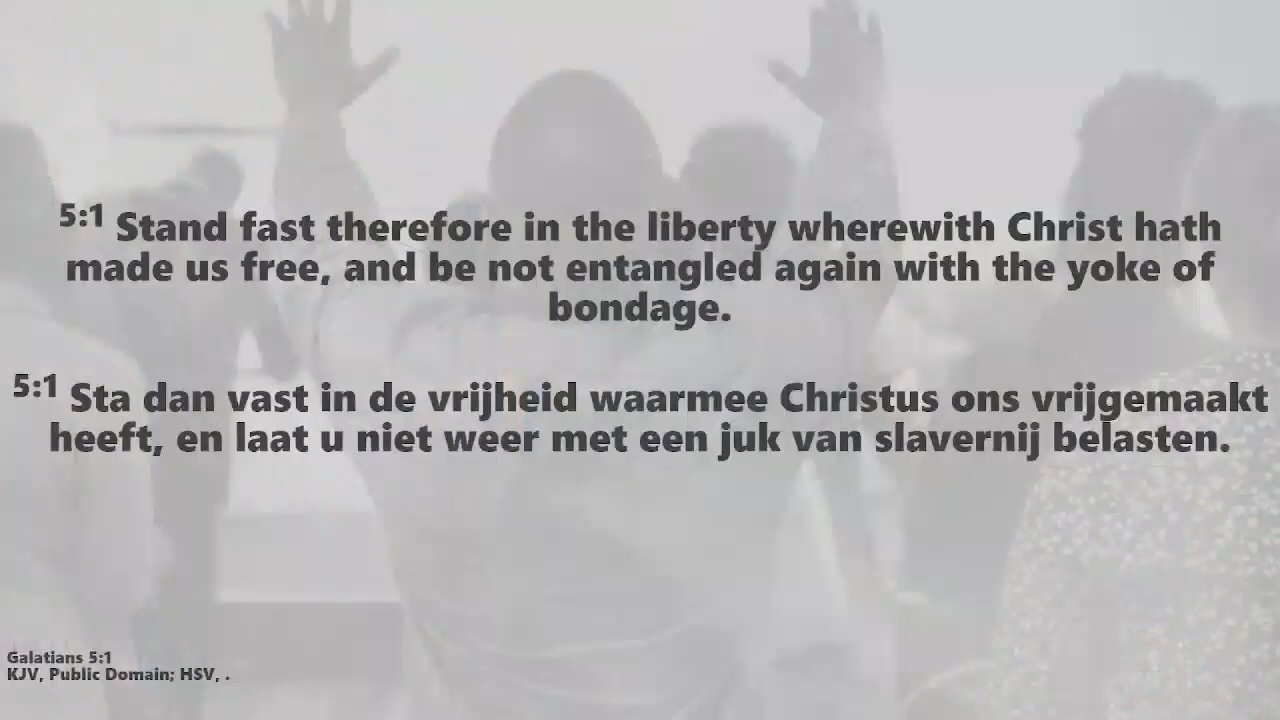 5:1 Stand fast therefore in the liberty wherewith Christ hath
made us free, and be not entangled again with the yoke of
bondage.
5:1 Sta dan vast in de vrijheid waarmee Christus ons vrijgemaakt
heeft, en laat u niet weer met een juk van slavernij belasten.
Galatians 5:1
KJV, Public Domain; HSV, .